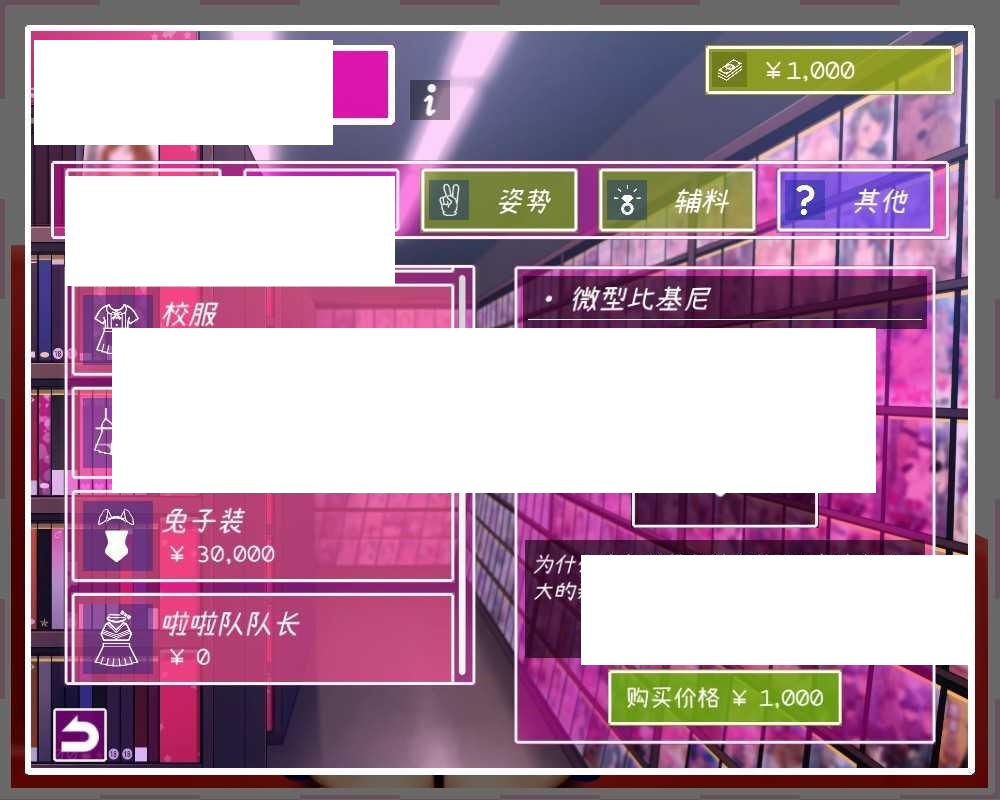 i
￥1,000
姿势
辅料
? 其他
校服
• 微型比基尼
兔子装
￥ 30,000
为什
大的
啦啦队队长
￥ 0
购买价格 ￥ 1,000